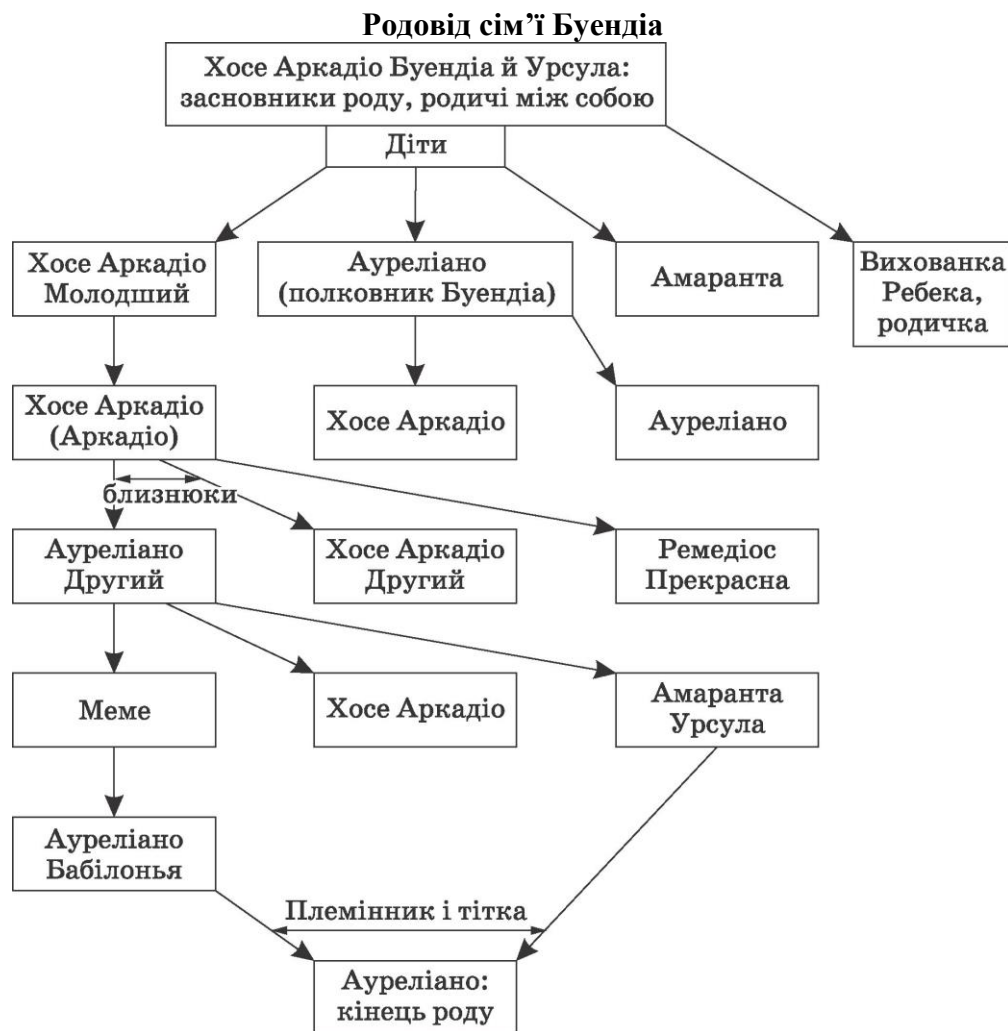 Родовід сім’ї Буендіа
Хосе Аркадіо Буендіа й Урсула:
засновники роду, родичі між собою
Діти
Хосе Аркадіо
Молодший
Ауреліано
(полковник Буендіа)
Амаранта
Вихованка
Ребека,
родичка
Хосе Аркадіо
(Аркадіо)
Хосе Аркадіо
Ауреліано
близнюки
Ауреліано
Другий
Хосе Аркадіо
Другий
Ремедіос
Прекрасна
Меме
Хосе Аркадіо
Амаранта
Урсула
Ауреліано
Бабілонья
Племінник і тітка
Ауреліано:
кінець роду